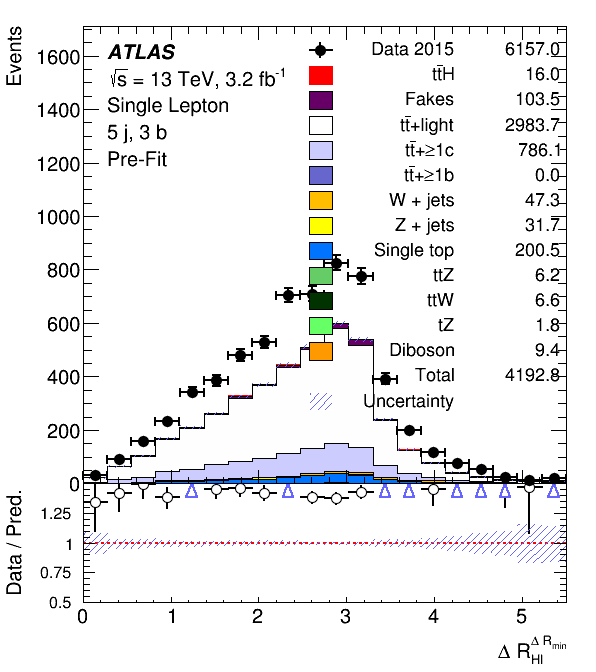 Events
1600
1400
1200
1000
800
600
400
200
0
ATLAS
√s = 13 TeV, 3.2 fb⁻¹
Single Lepton
5 j, 3 b
Pre-Fit
Data 2015 6157.0
tt̄H 16.0
Fakes 103.5
tt̄+light 2983.7
tt̄+≥1c 786.1
tt̄+≥1b 0.0
W + jets 47.3
Z + jets 31.7
Single top 200.5
ttZ 6.2
ttW 6.6
tZ 1.8
Diboson 9.4
Total 4192.8
Uncertainty
Data / Pred.
1.25
1
0.75
0.5
0 1 2 3 4 5
Δ R_Hl^Δ R_min